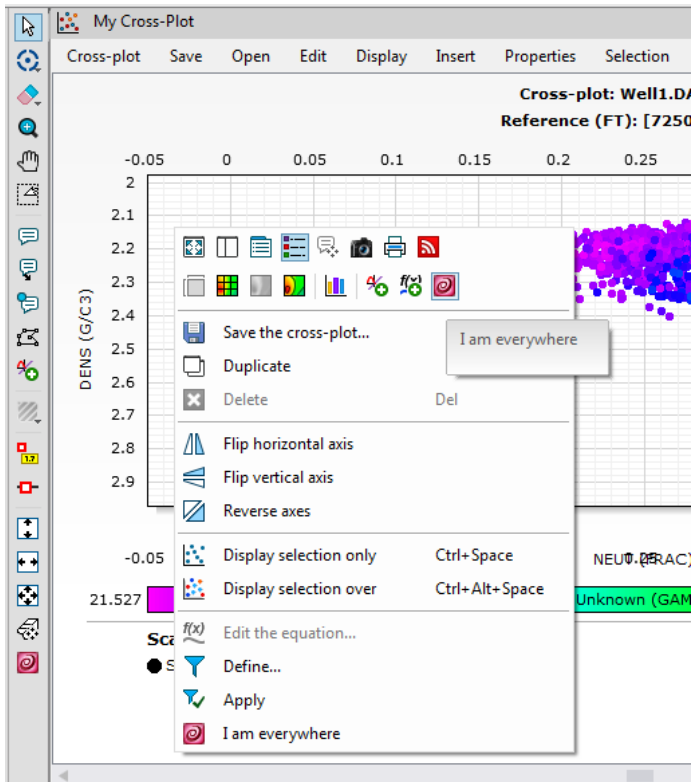 My Cross-Plot
Cross-plot Save Open Edit Display Insert Properties Selection
Cross-plot: Well1.DA
Reference (FT): [7250
-0.05 0 0.05 0.1 0.15 0.2 0.25
2
2.1
2.2
2.3
2.4
2.5
2.6
2.7
2.8
2.9
DENS (G/C3)
f(x)
Save the cross-plot...
I am everywhere
Duplicate
Delete Del
Flip horizontal axis
Flip vertical axis
Reverse axes
1.7
-0.05 Display selection only Ctrl+Space
Display selection over Ctrl+Alt+Space
21.527 Unknown (GAM
f(x) Edit the equation...
Define...
Apply
I am everywhere